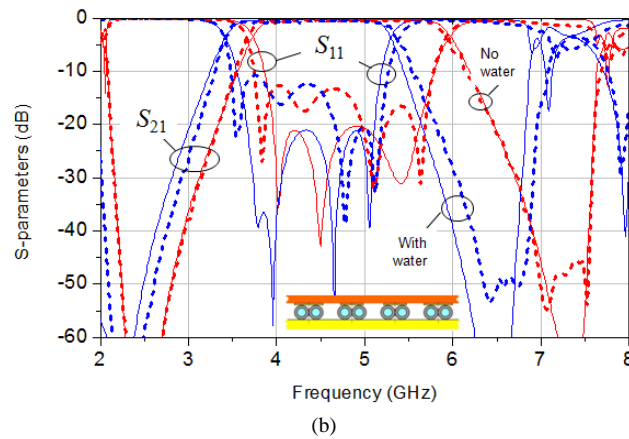 0
-10
-20
-30
-40
-50
-60
S-parameters (dB)
S11
S21
No
water
With
water
2
3
4
5
6
7
8
Frequency (GHz)
(b)